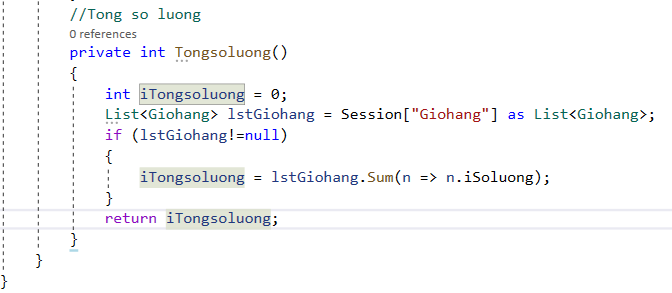 //Tong so luong
0 references
private int Tongsoluong()
{
int iTongsoluong = 0;
List<Giohang> lstGiohang = Session["Giohang"] as List<Giohang>;
if (lstGiohang!=null)
{
iTongsoluong = lstGiohang.Sum(n => n.iSoluong);
}
return iTongsoluong;
}
}
}